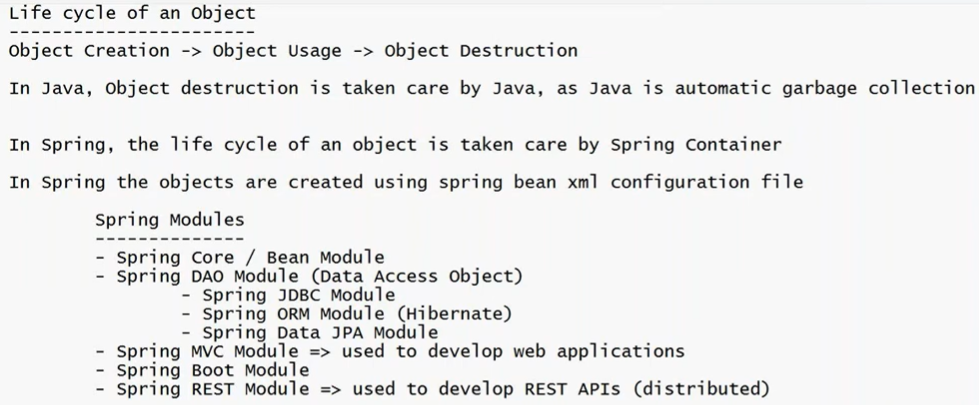 Life cycle of an Object
-----------------------
Object Creation -> Object Usage -> Object Destruction
In Java, Object destruction is taken care by Java, as Java is automatic garbage collection
In Spring, the life cycle of an object is taken care by Spring Container
In Spring the objects are created using spring bean xml configuration file
Spring Modules
--------------
- Spring Core / Bean Module
- Spring DAO Module (Data Access Object)
- Spring JDBC Module
- Spring ORM Module (Hibernate)
- Spring Data JPA Module
- Spring MVC Module => used to develop web applications
- Spring Boot Module
- Spring REST Module => used to develop REST APIs (distributed)